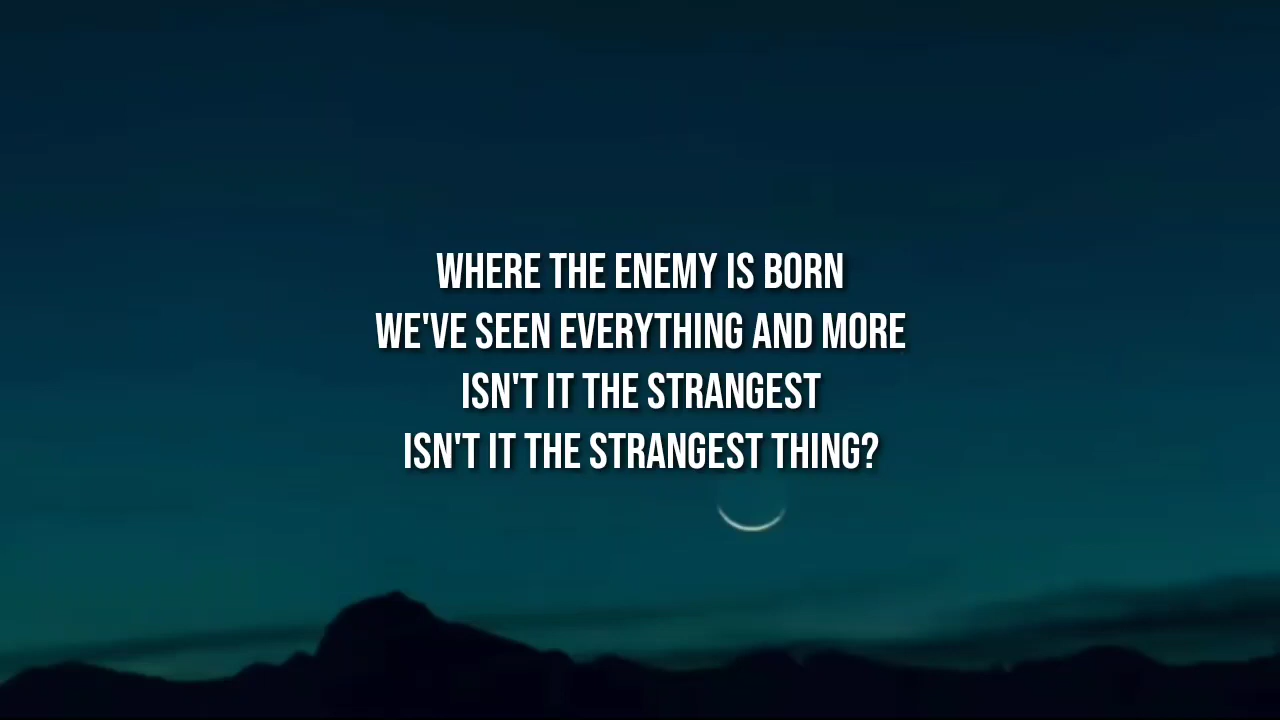 WHERE THE ENEMY IS BORN
WE'VE SEEN EVERYTHING AND MORE
ISN'T IT THE STRANGEST
ISN'T IT THE STRANGEST THING?